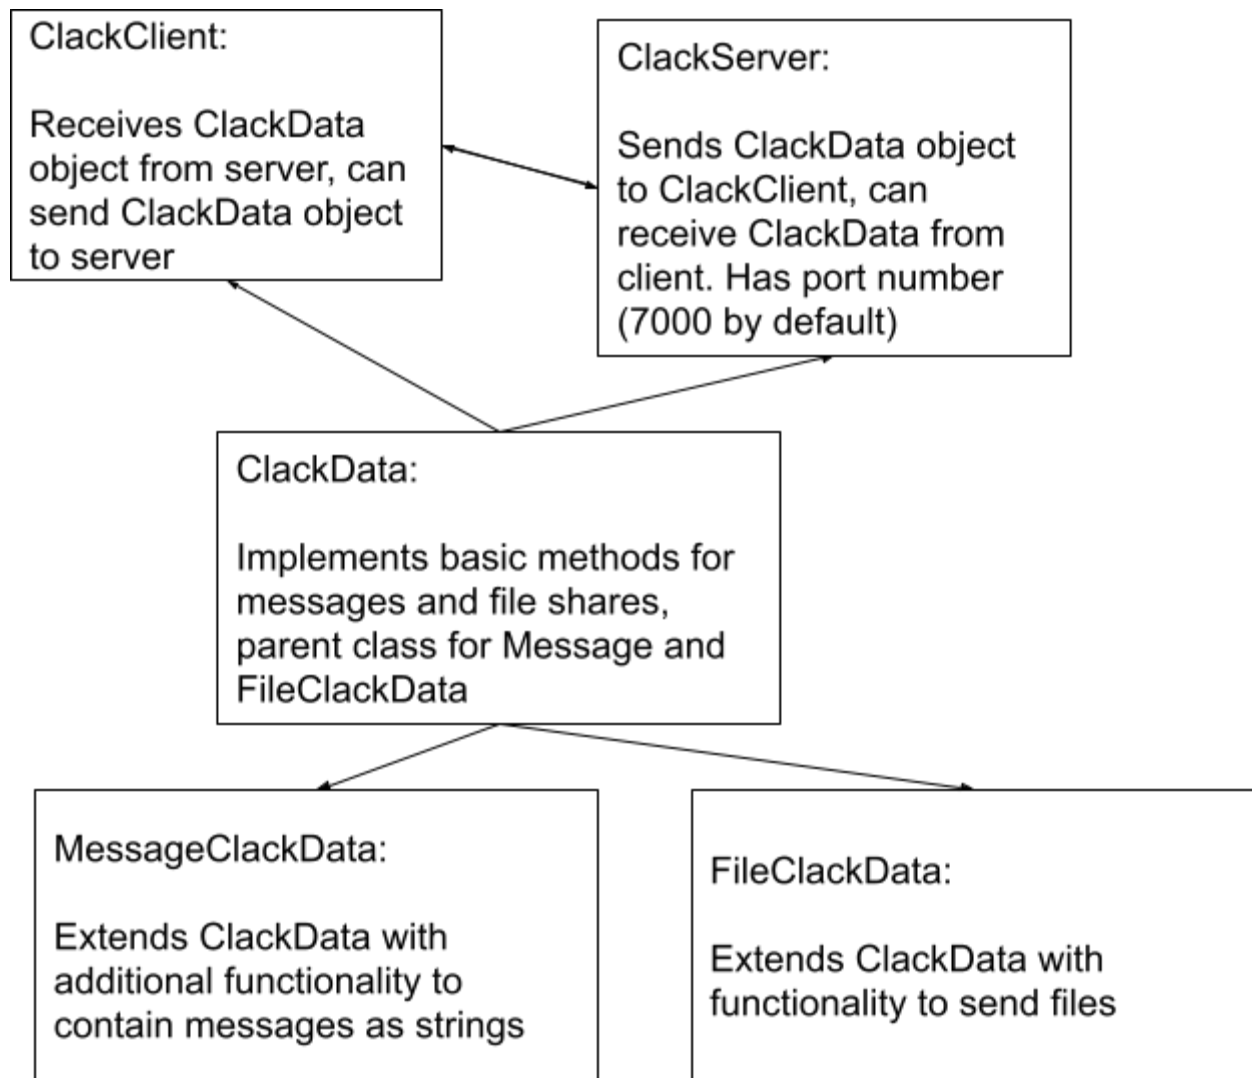 ClackClient:
Receives ClackData
object from server, can
send ClackData object
to server
ClackServer:
Sends ClackData object
to ClackClient, can
receive ClackData from
client. Has port number
(7000 by default)
ClackData:
Implements basic methods for
messages and file shares,
parent class for Message and
FileClackData
MessageClackData:
Extends ClackData with
additional functionality to
contain messages as strings
FileClackData:
Extends ClackData with
functionality to send files